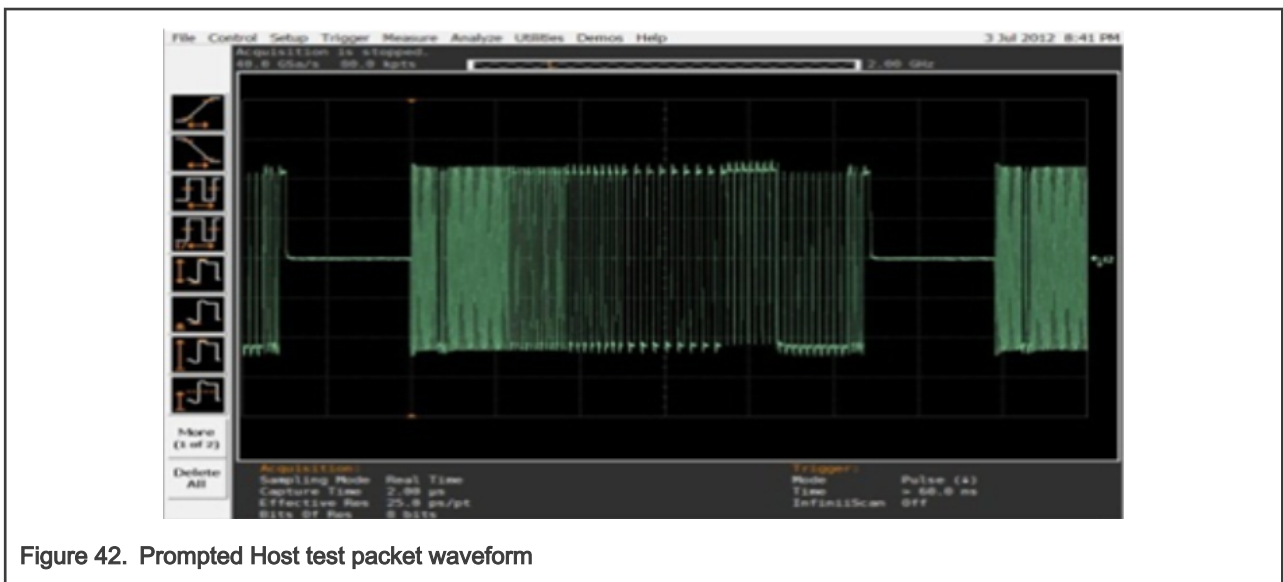 File Control Setup Trigger Measure Analyze Utilities Demos Help 3 Jul 2012 8:41 PM
Acquisition is stopped.
40.0 GSa/s 80.0 kpts 2.00 GHz
More
(1 of 2)
Delete
All
Acquisition:
Sampling Mode Real Time
Capture Time 2.00 µs
Effective Res 25.0 ps/pt
Bits Of Res 8 bits
Trigger:
Mode Pulse
Time > 60.0 ns
InfiniiScan Off
Figure 42. Prompted Host test packet waveform